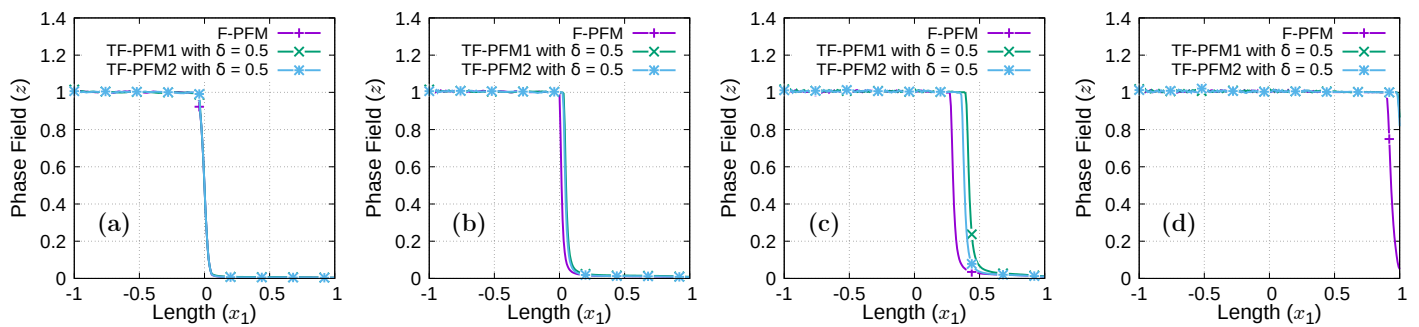 1.4
1.2
1
0.8
0.6
0.4
0.2
0
Phase Field (z)
F-PFM
TF-PFM1 with δ = 0.5
TF-PFM2 with δ = 0.5
(a)
-1 -0.5 0 0.5 1
Length (x1)
1.4
1.2
1
0.8
0.6
0.4
0.2
0
Phase Field (z)
F-PFM
TF-PFM1 with δ = 0.5
TF-PFM2 with δ = 0.5
(b)
-1 -0.5 0 0.5 1
Length (x1)
1.4
1.2
1
0.8
0.6
0.4
0.2
0
Phase Field (z)
F-PFM
TF-PFM1 with δ = 0.5
TF-PFM2 with δ = 0.5
(c)
-1 -0.5 0 0.5 1
Length (x1)
1.4
1.2
1
0.8
0.6
0.4
0.2
0
Phase Field (z)
F-PFM
TF-PFM1 with δ = 0.5
TF-PFM2 with δ = 0.5
(d)
-1 -0.5 0 0.5 1
Length (x1)